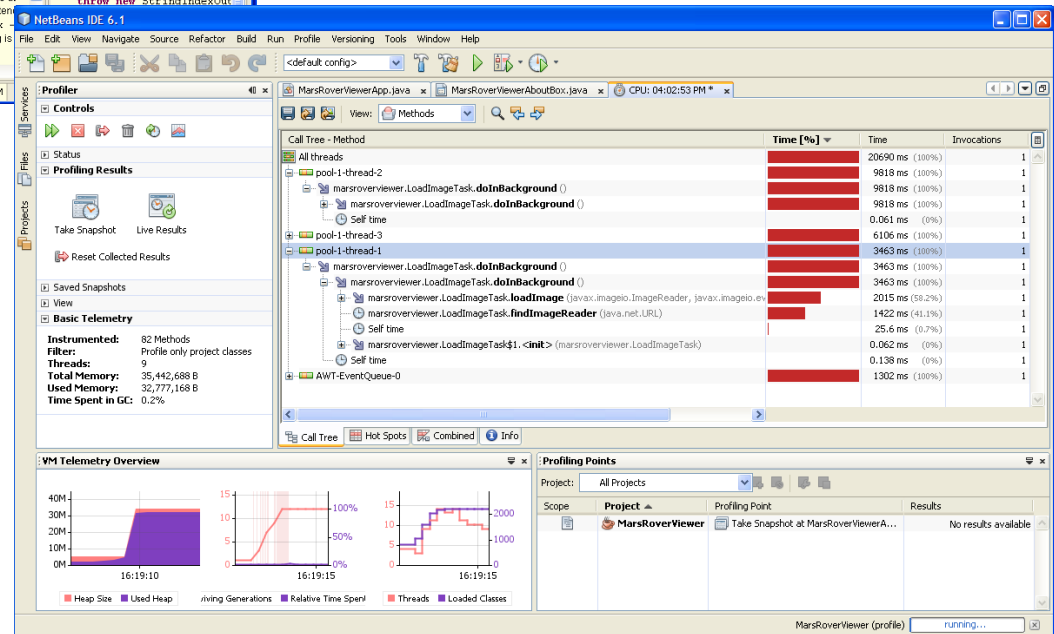 throw new StringIndexOut
NetBeans IDE 6.1
File Edit View Navigate Source Refactor Build Run Profile Versioning Tools Window Help
<default config>
Services
Files
Projects
Profiler
Controls
Status
Profiling Results
Take Snapshot Live Results
Reset Collected Results
Saved Snapshots
View
Basic Telemetry
Instrumented: 82 Methods
Filter: Profile only project classes
Threads: 9
Total Memory: 35,442,688 B
Used Memory: 32,777,168 B
Time Spent in GC: 0.2%
MarsRoverViewerApp.java x MarsRoverViewerAboutBox.java x CPU: 04:02:53 PM * x
View: Methods
Call Tree - Method Time [%] Time Invocations
All threads 20690 ms (100%) 1
pool-1-thread-2 9818 ms (100%) 1
marsroverviewer.LoadImageTask.doInBackground () 9818 ms (100%) 1
marsroverviewer.LoadImageTask.doInBackground () 9818 ms (100%) 1
Self time 0.061 ms (0%) 1
pool-1-thread-3 6106 ms (100%) 1
pool-1-thread-1 3463 ms (100%) 1
marsroverviewer.LoadImageTask.doInBackground () 3463 ms (100%) 1
marsroverviewer.LoadImageTask.doInBackground () 3463 ms (100%) 1
marsroverviewer.LoadImageTask.loadImage (javax.imageio.ImageReader, javax.imageio.ev 2015 ms (58.2%) 1
marsroverviewer.LoadImageTask.findImageReader (java.net.URL) 1422 ms (41.1%) 1
Self time 25.6 ms (0.7%) 1
marsroverviewer.LoadImageTask$1.<init> (marsroverviewer.LoadImageTask) 0.062 ms (0%) 1
Self time 0.138 ms (0%) 1
AWT-EventQueue-0 1302 ms (100%) 1
Call Tree Hot Spots Combined Info
VM Telemetry Overview
40M
30M
20M
10M
0M
16:19:10
Heap Size Used Heap
15
10
5
0
100%
50%
0%
16:19:15
iving Generations Relative Time Spent
15
10
5
0
2000
1000
0
16:19:15
Threads Loaded Classes
Profiling Points
Project: All Projects
Scope Project Profiling Point Results
MarsRoverViewer Take Snapshot at MarsRoverViewerA... No results available
MarsRoverViewer (profile) running...